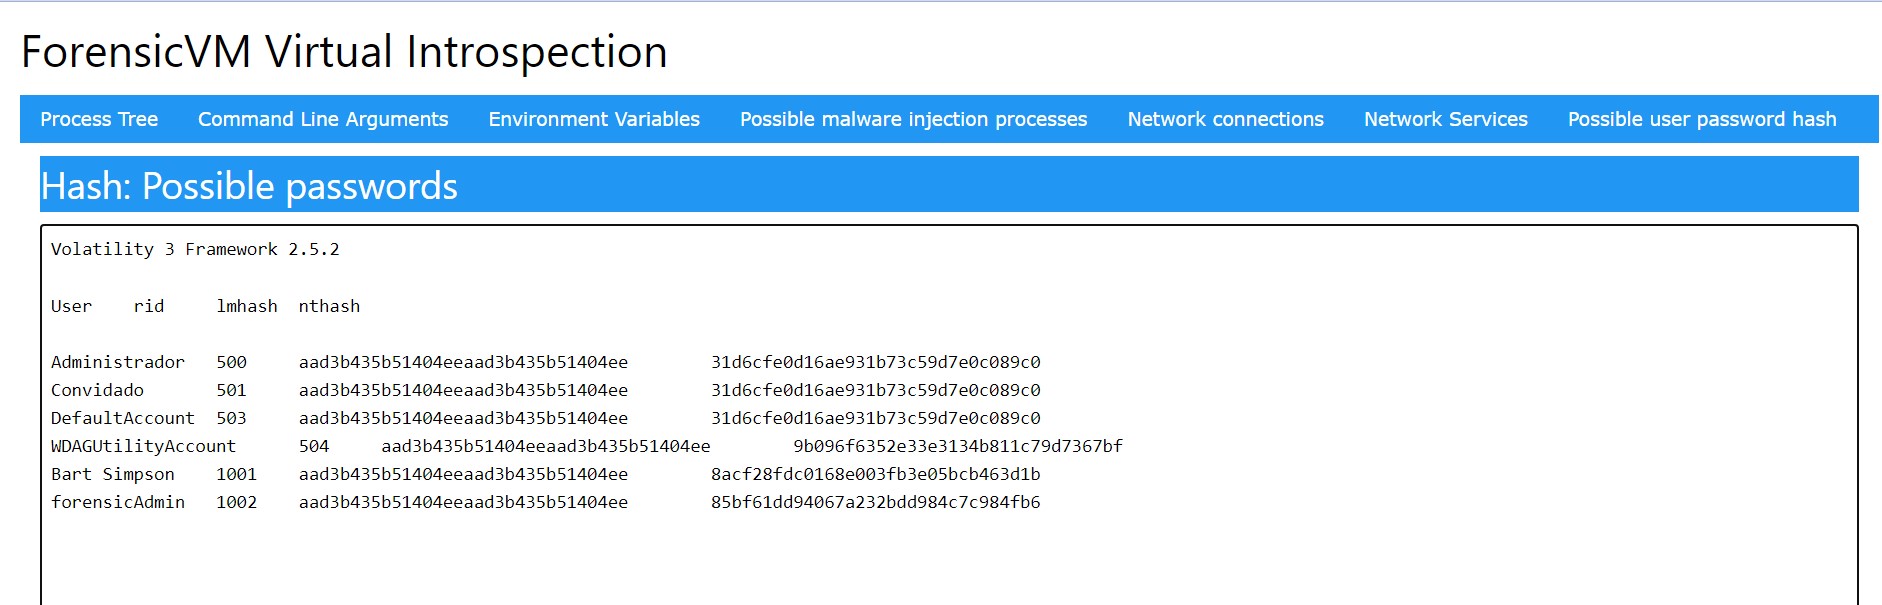 ForensicVM Virtual Introspection
Process Tree Command Line Arguments Environment Variables Possible malware injection processes Network connections Network Services Possible user password hash
Hash: Possible passwords
Volatility 3 Framework 2.5.2
User rid lmhash nthash
Administrador 500 aad3b435b51404eeaad3b435b51404ee 31d6cfe0d16ae931b73c59d7e0c089c0
Convidado 501 aad3b435b51404eeaad3b435b51404ee 31d6cfe0d16ae931b73c59d7e0c089c0
DefaultAccount 503 aad3b435b51404eeaad3b435b51404ee 31d6cfe0d16ae931b73c59d7e0c089c0
WDAGUtilityAccount 504 aad3b435b51404eeaad3b435b51404ee 9b096f6352e33e3134b811c79d7367bf
Bart Simpson 1001 aad3b435b51404eeaad3b435b51404ee 8acf28fdc0168e003fb3e05bcb463d1b
forensicAdmin 1002 aad3b435b51404eeaad3b435b51404ee 85bf61dd94067a232bdd984c7c984fb6